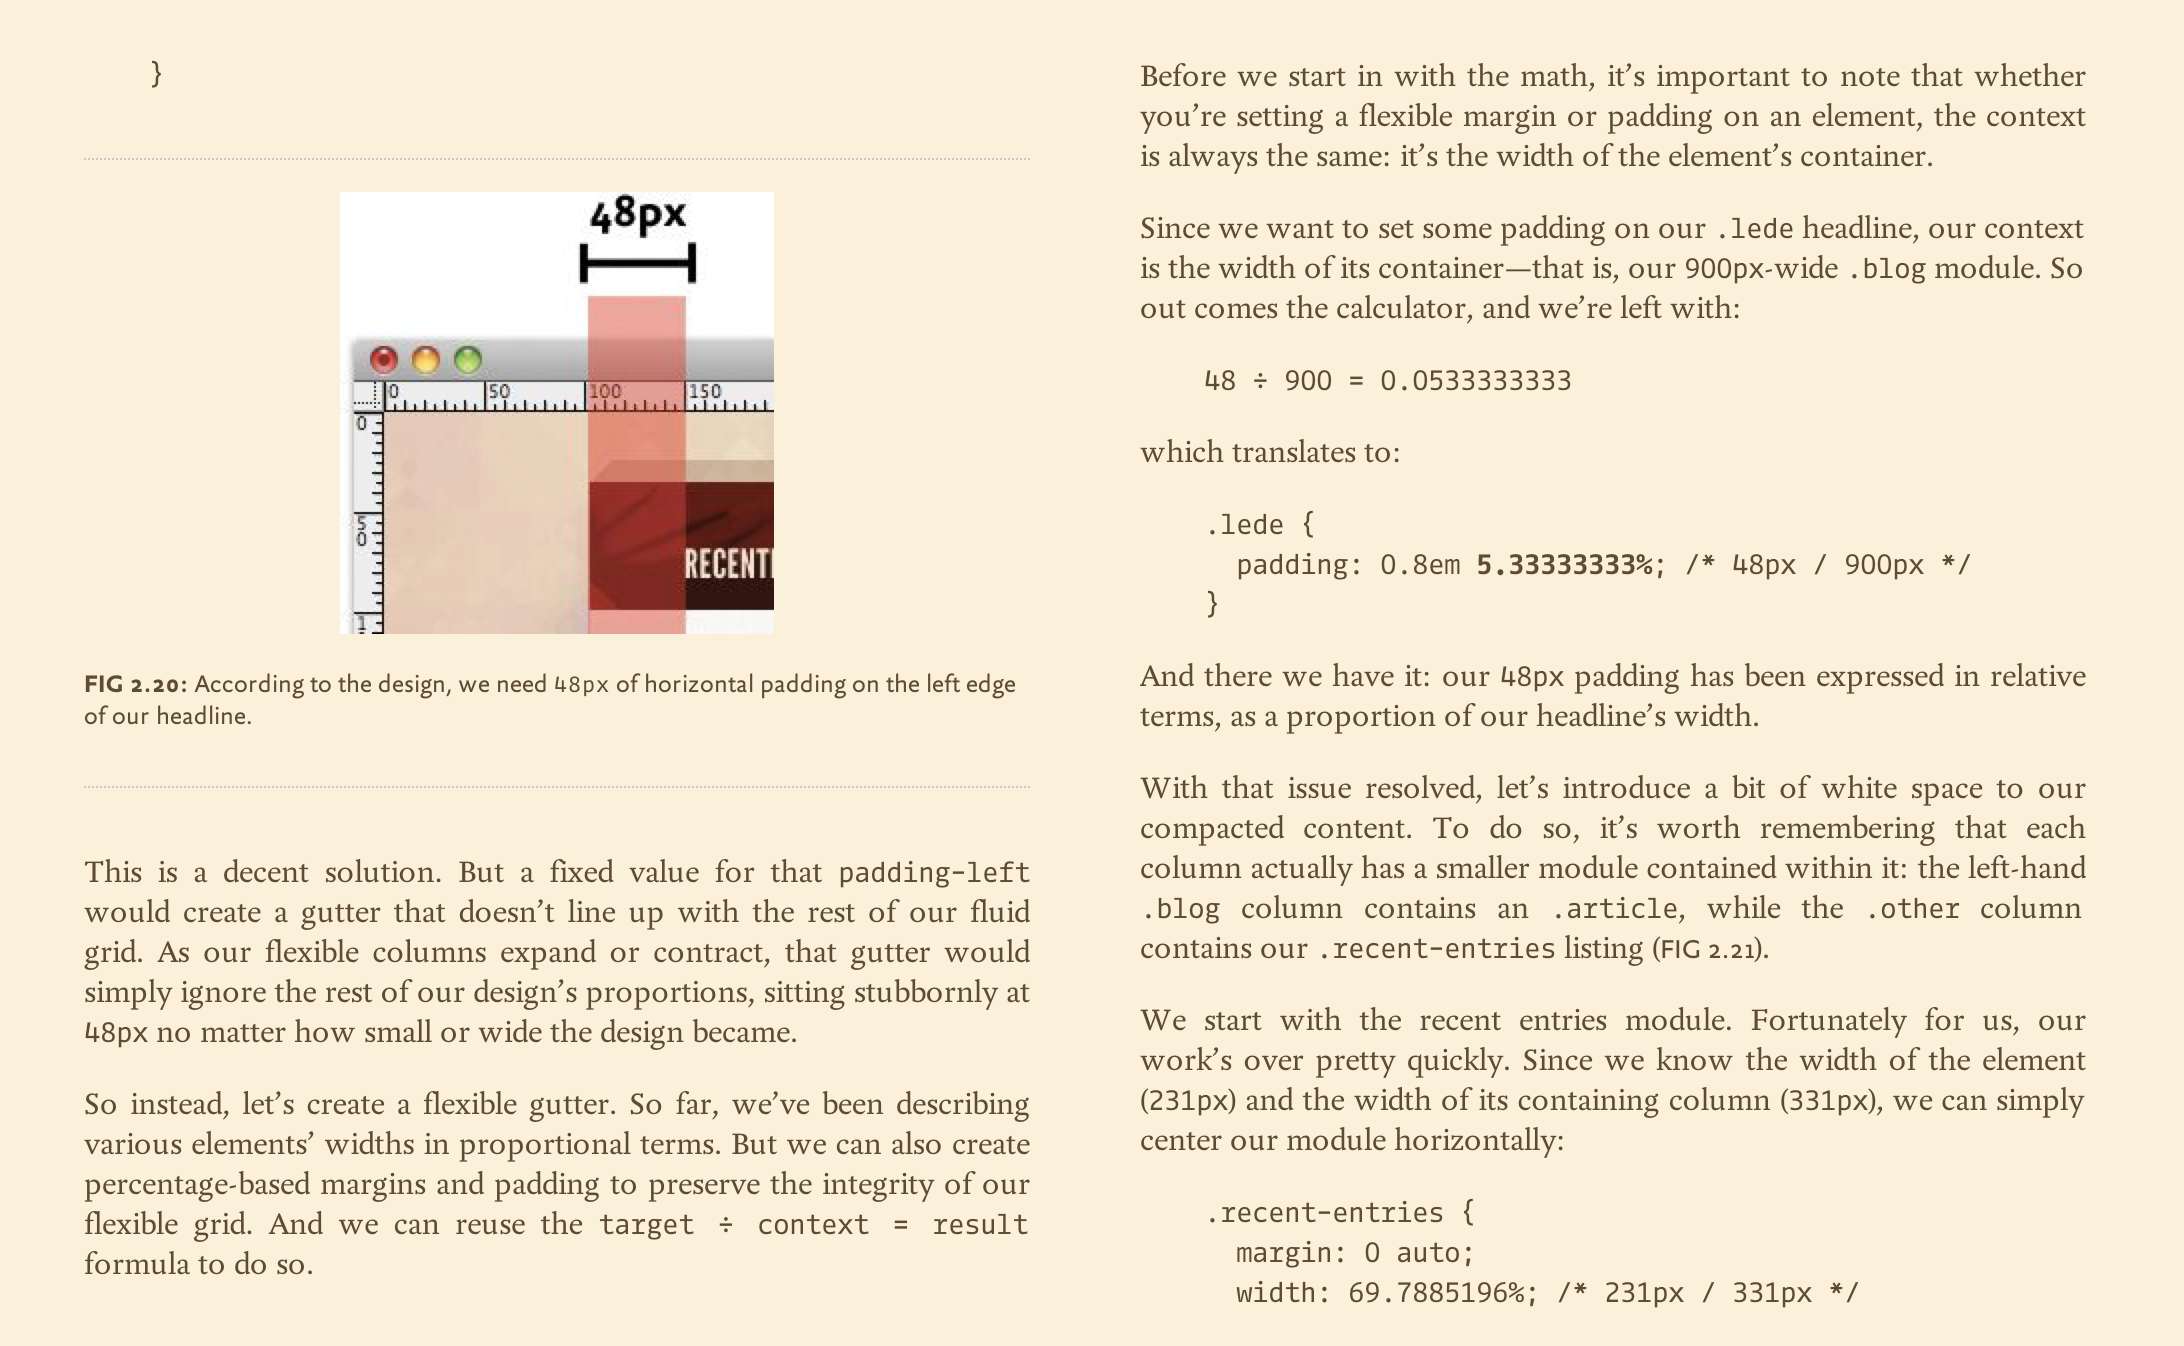 }
48px
0 50 100 150
0
50
1
RECENT
FIG 2.20: According to the design, we need 48px of horizontal padding on the left edge
of our headline.
This is a decent solution. But a fixed value for that padding-left
would create a gutter that doesn’t line up with the rest of our fluid
grid. As our flexible columns expand or contract, that gutter would
simply ignore the rest of our design’s proportions, sitting stubbornly at
48px no matter how small or wide the design became.
So instead, let’s create a flexible gutter. So far, we’ve been describing
various elements’ widths in proportional terms. But we can also create
percentage-based margins and padding to preserve the integrity of our
flexible grid. And we can reuse the target ÷ context = result
formula to do so.
Before we start in with the math, it’s important to note that whether
you’re setting a flexible margin or padding on an element, the context
is always the same: it’s the width of the element’s container.
Since we want to set some padding on our .lede headline, our context
is the width of its container—that is, our 900px-wide .blog module. So
out comes the calculator, and we’re left with:
48 ÷ 900 = 0.0533333333
which translates to:
.lede {
padding: 0.8em 5.33333333%; /* 48px / 900px */
}
And there we have it: our 48px padding has been expressed in relative
terms, as a proportion of our headline’s width.
With that issue resolved, let’s introduce a bit of white space to our
compacted content. To do so, it’s worth remembering that each
column actually has a smaller module contained within it: the left-hand
.blog column contains an .article, while the .other column
contains our .recent-entries listing (FIG 2.21).
We start with the recent entries module. Fortunately for us, our
work’s over pretty quickly. Since we know the width of the element
(231px) and the width of its containing column (331px), we can simply
center our module horizontally:
.recent-entries {
margin: 0 auto;
width: 69.7885196%; /* 231px / 331px */